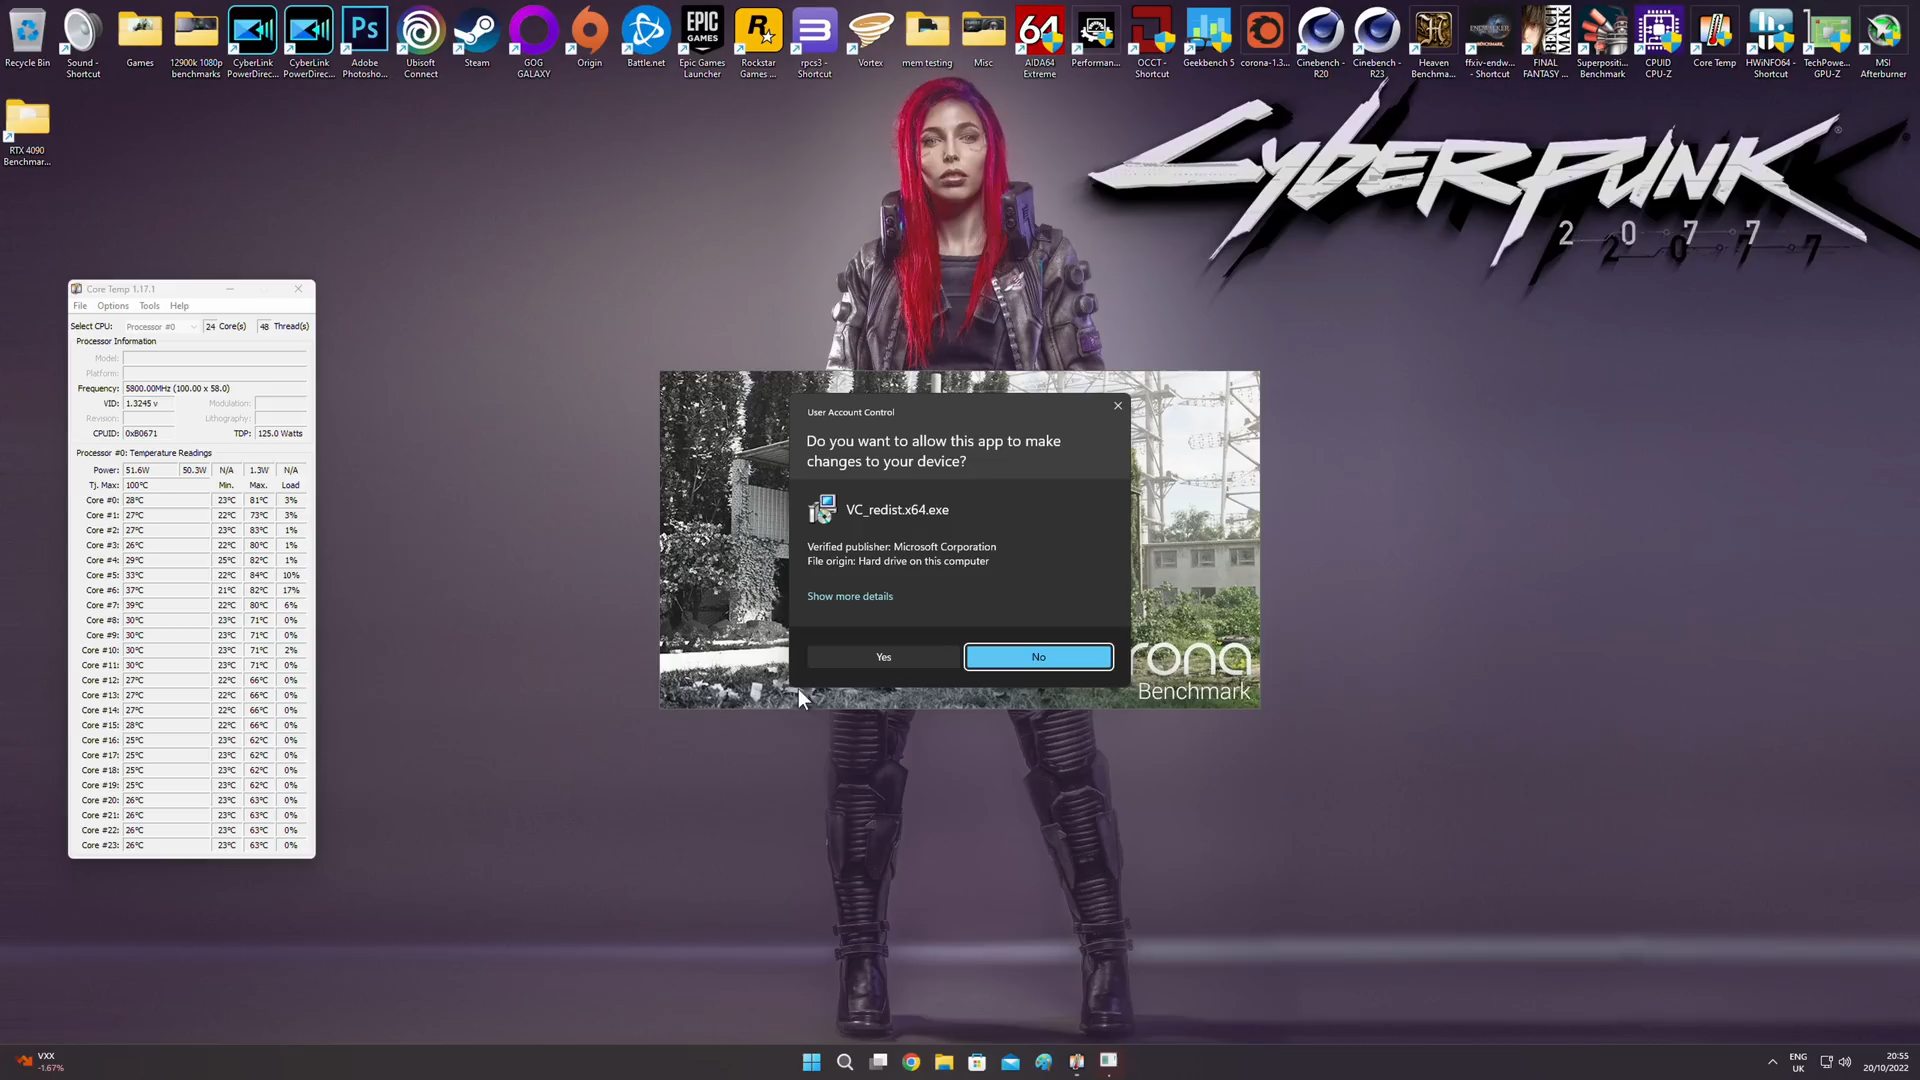 Recycle Bin
Sound - Shortcut
Games
12900k 1080p benchmarks
CyberLink PowerDirec...
CyberLink PowerDirec...
Ps
Adobe Photosho...
Ubisoft Connect
Steam
GOG GALAXY
Origin
Battle.net
EPIC GAMES
Epic Games Launcher
R
Rockstar Games ...
rpcs3 - Shortcut
Vortex
mem testing
Misc
64
AIDA64 Extreme
Performan...
OCCT - Shortcut
Geekbench 5
corona-1.3...
Cinebench - R20
Cinebench - R23
Heaven Benchma...
ffxiv-endw... - Shortcut
FINAL FANTASY ...
Superpositi... Benchmark
CPUID CPU-Z
Core Temp
HWiNFO64 - Shortcut
TechPowe... GPU-Z
MSI Afterburner
RTX 4090 Benchmar...
CYBERPUNK
2077
Core Temp 1.17.1
File Options Tools Help
Select CPU: Processor #0 24 Core(s) 48 Thread(s)
Processor Information
Model:
Platform:
Frequency: 5800.00MHz (100.00 x 58.0)
VID: 1.3245 v Modulation:
Revision: Lithography:
CPUID: 0xB0671 TDP: 125.0 Watts
Processor #0: Temperature Readings
Power: 51.6W 50.3W N/A 1.3W N/A
Tj. Max: 100°C Min. Max. Load
Core #0: 28°C 23°C 81°C 3%
Core #1: 27°C 22°C 73°C 3%
Core #2: 27°C 23°C 83°C 1%
Core #3: 26°C 22°C 80°C 1%
Core #4: 29°C 25°C 82°C 1%
Core #5: 33°C 22°C 84°C 10%
Core #6: 37°C 21°C 82°C 17%
Core #7: 39°C 22°C 80°C 6%
Core #8: 30°C 23°C 71°C 0%
Core #9: 30°C 23°C 71°C 0%
Core #10: 30°C 22°C 71°C 2%
Core #11: 30°C 22°C 71°C 0%
Core #12: 27°C 22°C 66°C 0%
Core #13: 27°C 22°C 66°C 0%
Core #14: 27°C 22°C 66°C 0%
Core #15: 28°C 22°C 66°C 0%
Core #16: 25°C 23°C 62°C 0%
Core #17: 25°C 23°C 62°C 0%
Core #18: 25°C 23°C 62°C 0%
Core #19: 25°C 23°C 62°C 0%
Core #20: 26°C 23°C 63°C 0%
Core #21: 26°C 23°C 63°C 0%
Core #22: 26°C 23°C 63°C 0%
Core #23: 26°C 23°C 63°C 0%
User Account Control
Do you want to allow this app to make
changes to your device?
VC_redist.x64.exe
Verified publisher: Microsoft Corporation
File origin: Hard drive on this computer
Show more details
Yes No
rona
Benchmark
VXX
-1.67%
ENG
UK
20:55
20/10/2022